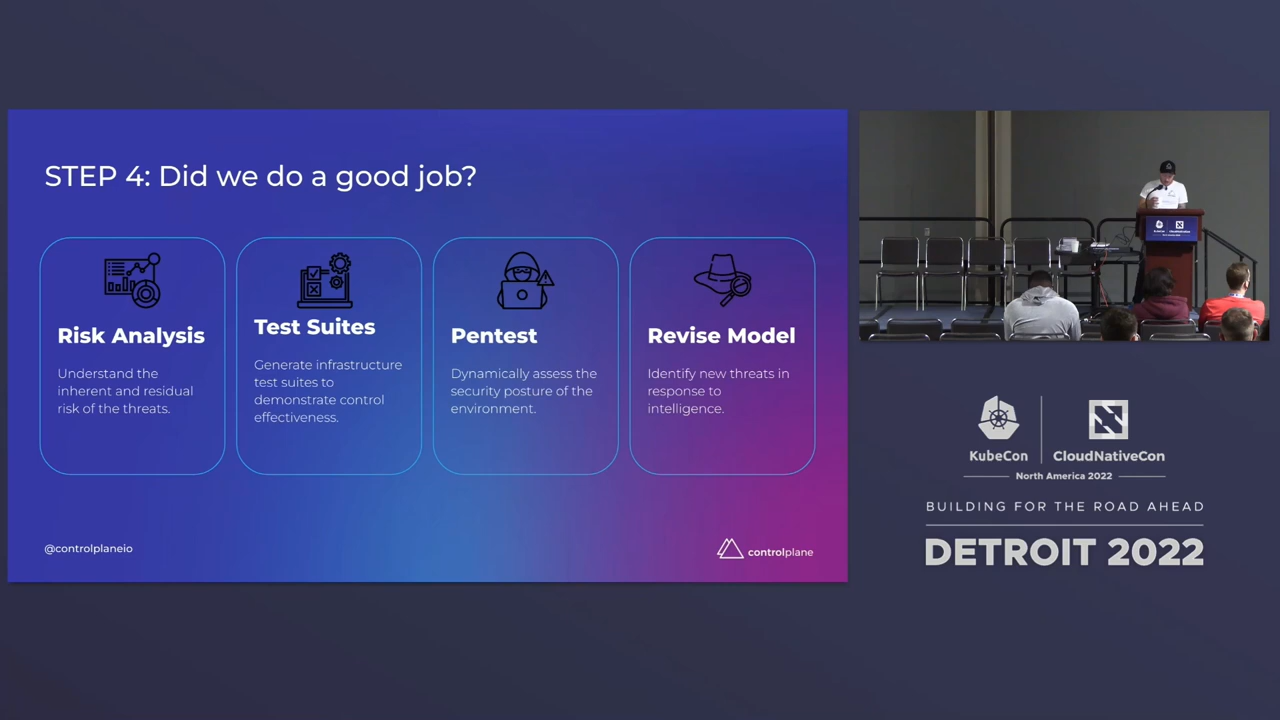 STEP 4: Did we do a good job?
Risk Analysis
Understand the
inherent and residual
risk of the threats.
Test Suites
Generate infrastructure
test suites to
demonstrate control
effectiveness.
Pentest
Dynamically assess the
security posture of the
environment.
Revise Model
Identify new threats in
response to
intelligence.
@controlplaneio
controlplane
KubeCon
CloudNativeCon
North America 2022
BUILDING FOR THE ROAD AHEAD
DETROIT 2022